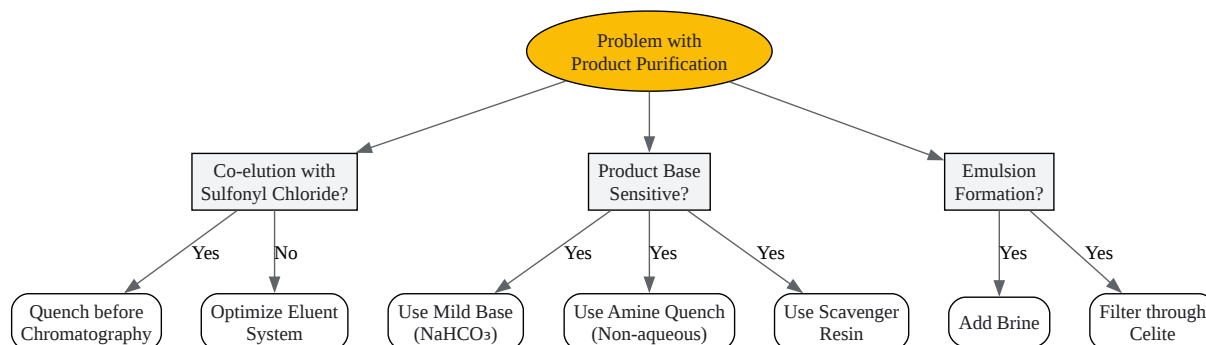 Problem with
Product Purification
Co-elution with
Sulfonyl Chloride?
Product Base
Sensitive?
Emulsion
Formation?
Yes
No
Yes
Yes
Yes
Yes
Yes
Quench before
Chromatography
Optimize Eluent
System
Use Mild Base
(NaHCO₃)
Use Amine Quench
(Non-aqueous)
Use Scavenger
Resin
Add Brine
Filter through
Celite